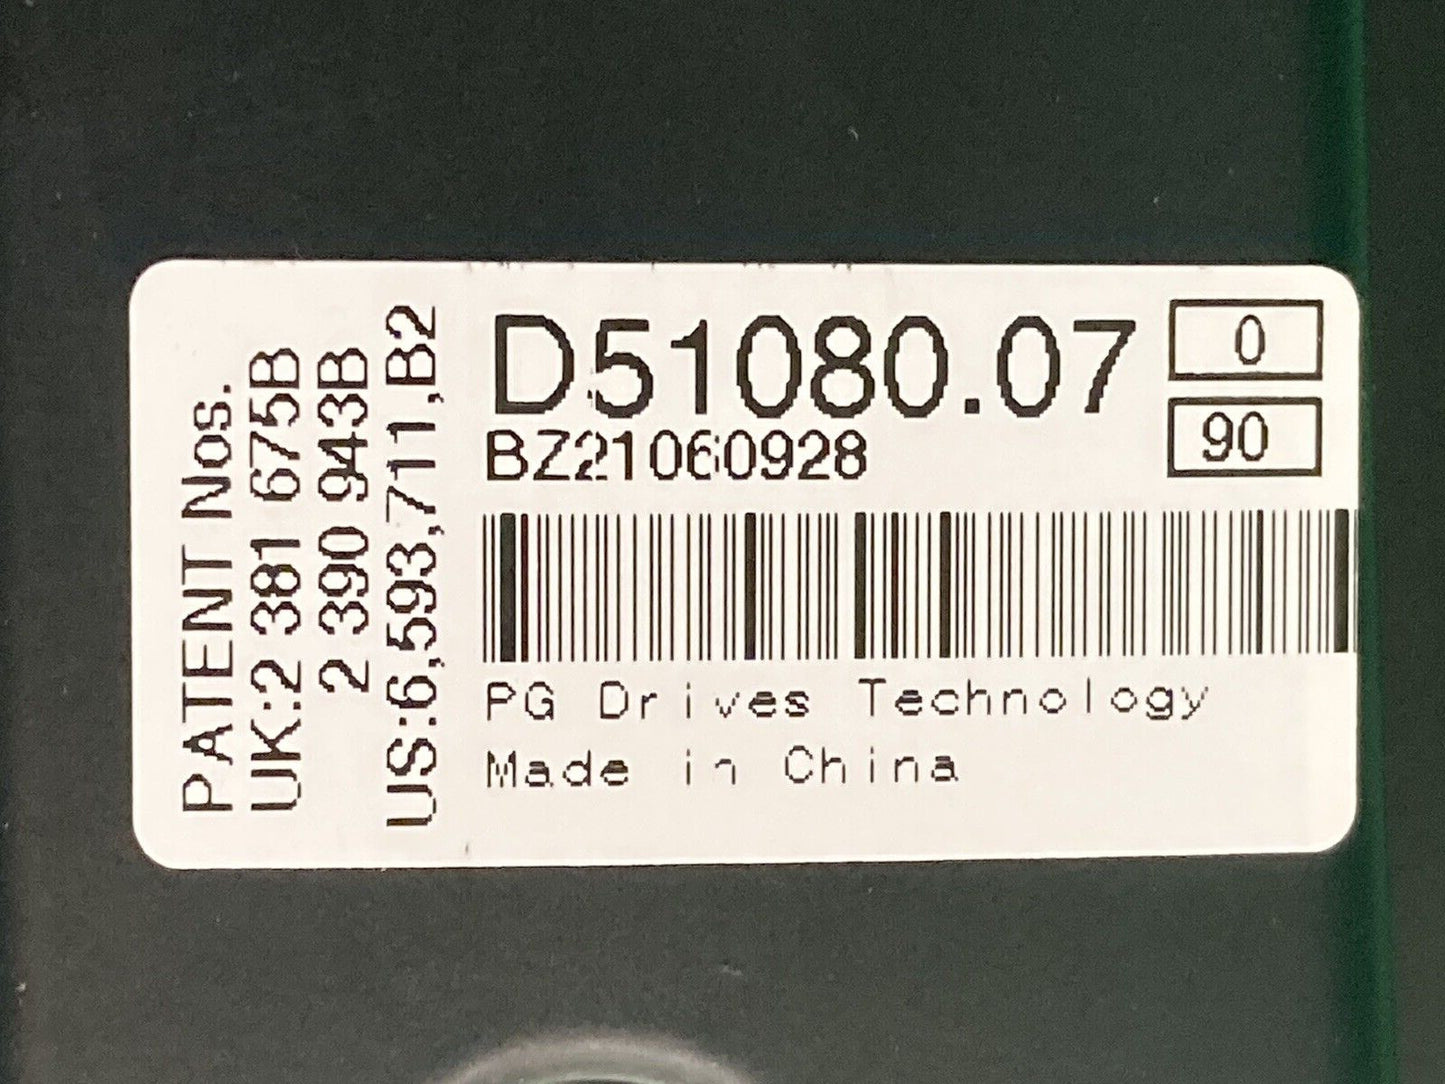 PATENT Nos.
UK:2 381 675B
2 390 943B
US:6,593,711,B2
D51080.07
0
BZ21060928
90
PG Drives Technology
Made in China